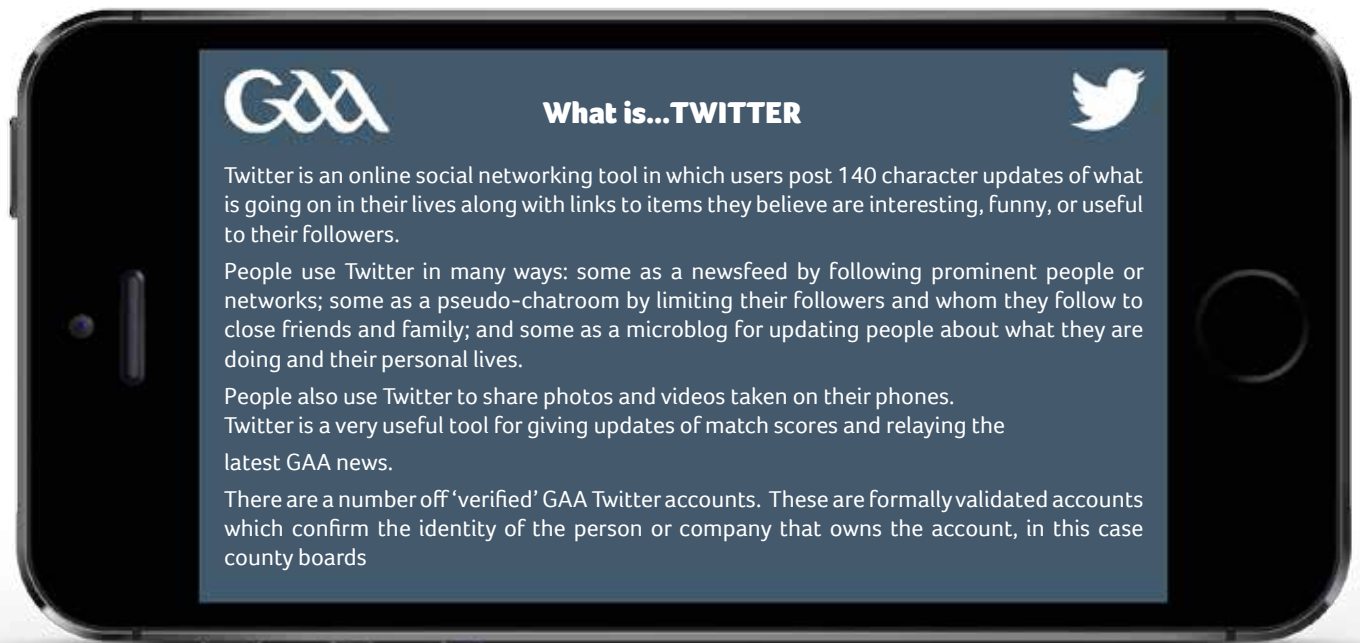 GAA
What is...TWITTER
Twitter is an online social networking tool in which users post 140 character updates of what
is going on in their lives along with links to items they believe are interesting, funny, or useful
to their followers.
People use Twitter in many ways: some as a newsfeed by following prominent people or
networks; some as a pseudo-chatroom by limiting their followers and whom they follow to
close friends and family; and some as a microblog for updating people about what they are
doing and their personal lives.
People also use Twitter to share photos and videos taken on their phones.
Twitter is a very useful tool for giving updates of match scores and relaying the
latest GAA news.
There are a number off ‘verified’ GAA Twitter accounts. These are formally validated accounts
which confirm the identity of the person or company that owns the account, in this case
county boards